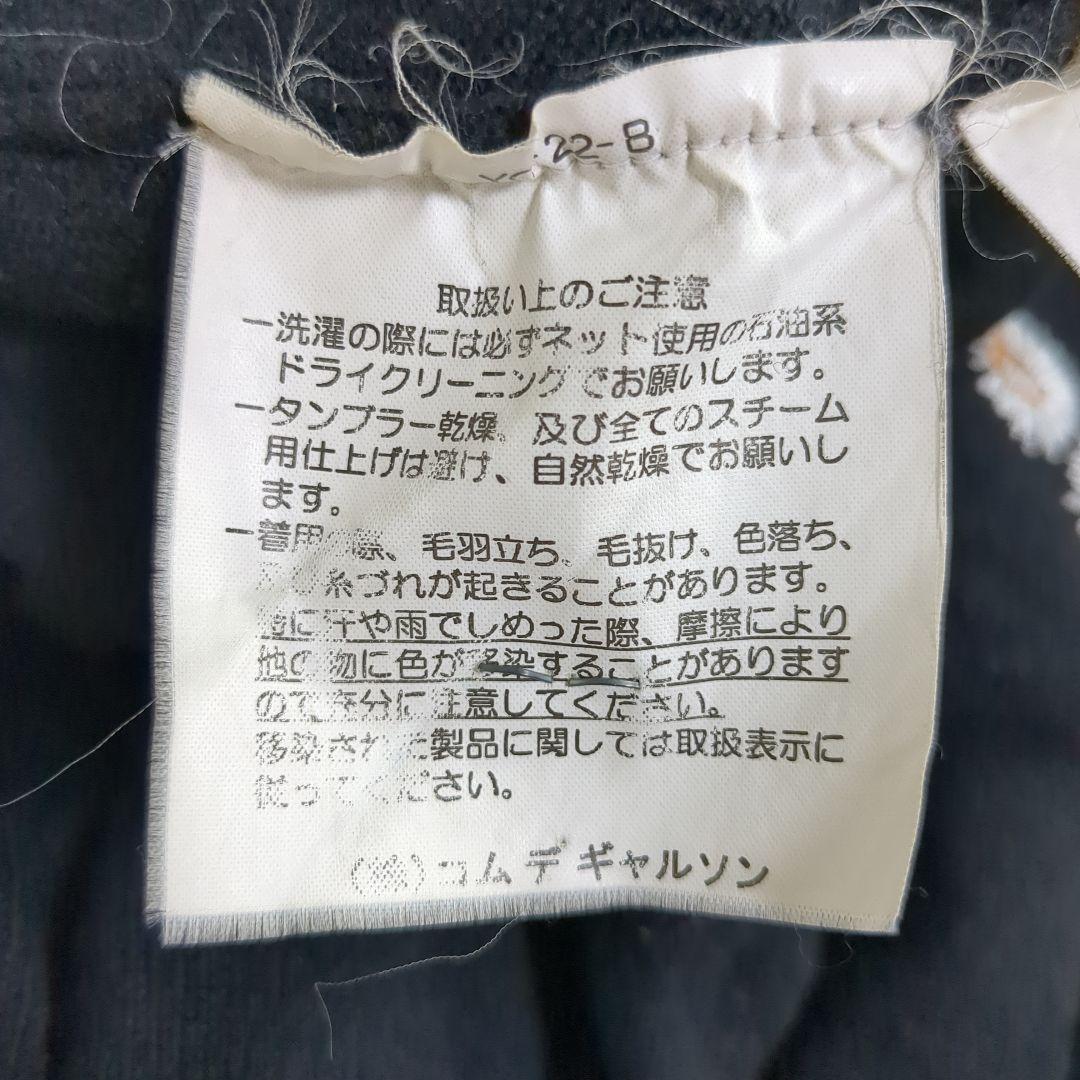 22-B
取扱い上のご注意
ー洗濯の際には必ずネット使用の石油系
ドライクリーニングでお願いします。
ータンブラー乾燥、及び全てのスチーム
用仕上げは避け、自然乾燥でお願いし
ます。
ー着用の際、毛羽立ち、毛抜け、色落ち、
糸づれが起きることがあります。
特に汗や雨でしめった際、摩擦により
他の物に色が移染することがあります
ので充分に注意してください。
移染された製品に関しては取扱表示に
従ってください。
(株)コムデギャルソン